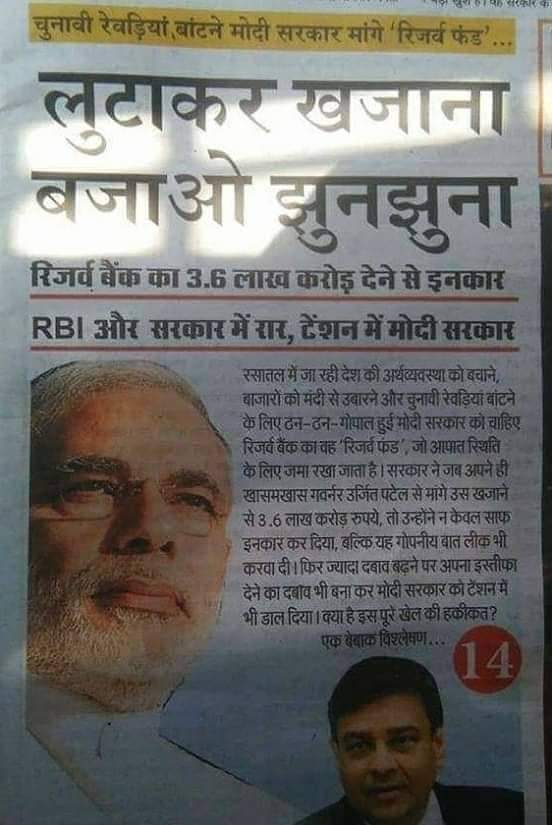 चुनावी रेवड़ियां बांटने मोदी सरकार मांगे 'रिजर्व फंड'...
लुटाकर खजाना
बजाओ झुनझुना
रिजर्व बैंक का 3.6 लाख करोड़ देने से इनकार
RBI और सरकार में रार, टेंशन में मोदी सरकार
रसातल में जा रही देश की अर्थव्यवस्था को बचाने,
बाजारों को मंदी से उबारने और चुनावी रेवड़ियां बांटने
के लिए ठन-ठन-गोपाल हुई मोदी सरकार को चाहिए
रिजर्व बैंक का वह 'रिजर्व फंड', जो आपात स्थिति
के लिए जमा रखा जाता है। सरकार ने जब अपने ही
खासमखास गवर्नर उर्जित पटेल से मांगे उस खजाने
से 3.6 लाख करोड़ रुपये, तो उन्होंने न केवल साफ
इनकार कर दिया, बल्कि यह गोपनीय बात लीक भी
करवा दी। फिर ज्यादा दबाव बढ़ने पर अपना इस्तीफा
देने का दबाव भी बना कर मोदी सरकार को टेंशन में
भी डाल दिया। क्या है इस पूरे खेल की हकीकत?
एक बेबाक विश्लेषण...
14